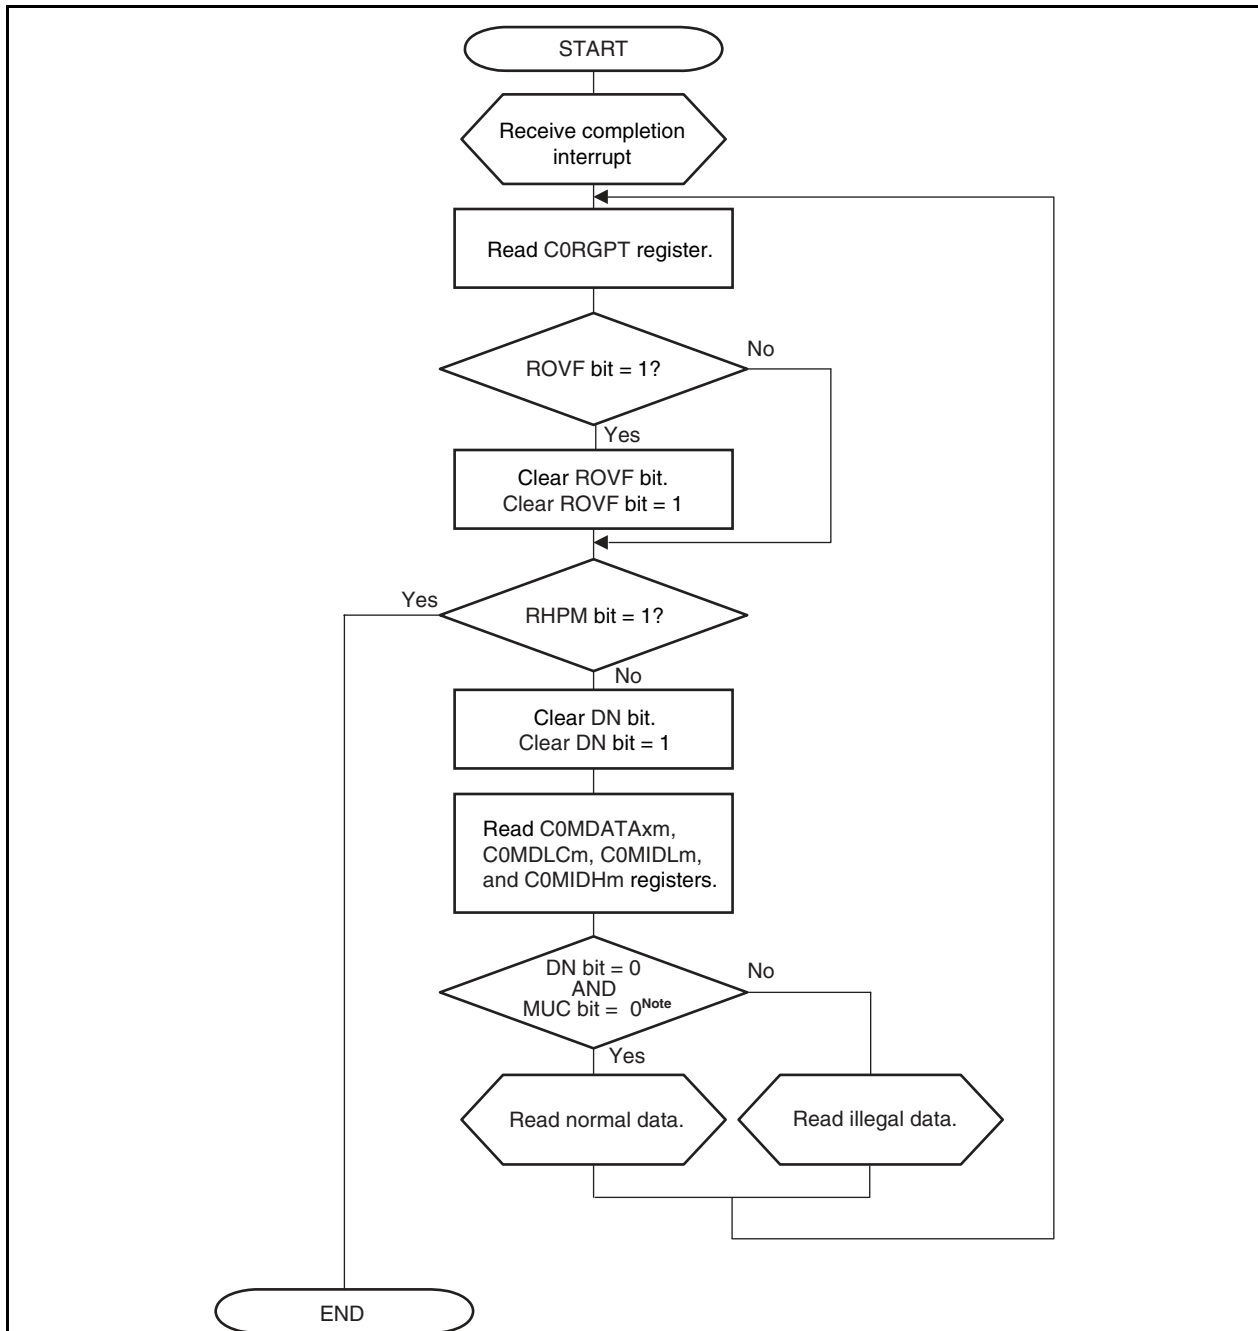 START
Receive completion
interrupt
Read C0RGPT register.
No
ROVF bit = 1?
Yes
Clear ROVF bit.
Clear ROVF bit = 1
Yes
RHPM bit = 1?
No
Clear DN bit.
Clear DN bit = 1
Read C0MDATAxm,
C0MDLCm, C0MIDLm,
and C0MIDHm registers.
DN bit = 0
AND
MUC bit = 0Note
No
Yes
Read normal data.
Read illegal data.
END